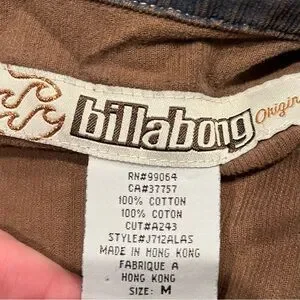 billabong Origin
RN#99064
CA#37757
100% COTTON
100% COTON
CUT#A243
STYLE#J712ALAS
MADE IN HONG KONG
FABRIQUE A
HONG KONG
SIZE: M